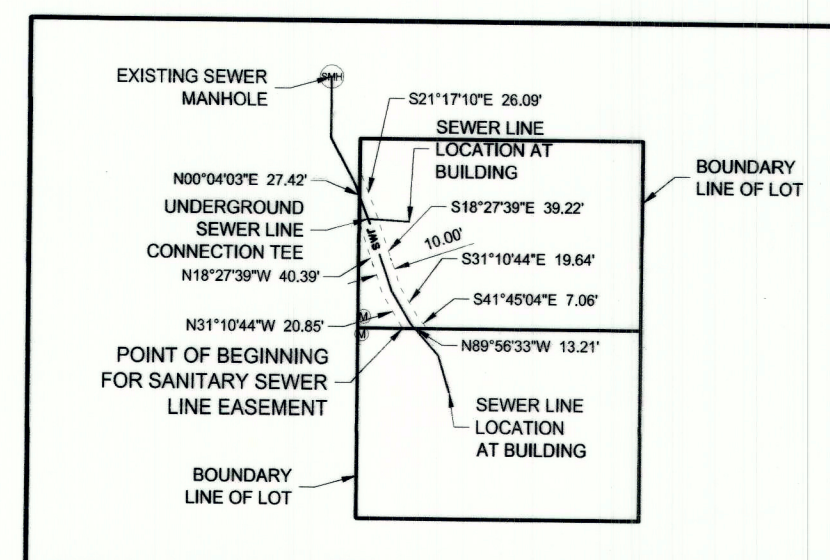 EXISTING SEWER
MANHOLE
SMH
S21°17'10"E 26.09'
SEWER LINE
LOCATION AT
BUILDING
BOUNDARY
LINE OF LOT
N00°04'03"E 27.42'
UNDERGROUND
SEWER LINE
CONNECTION TEE
S18°27'39"E 39.22'
10.00'
N18°27'39"W 40.39'
S31°10'44"E 19.64'
S41°45'04"E 7.06'
N31°10'44"W 20.85'
M
M
N89°56'33"W 13.21'
POINT OF BEGINNING
FOR SANITARY SEWER
LINE EASEMENT
SEWER LINE
LOCATION
AT BUILDING
BOUNDARY
LINE OF LOT